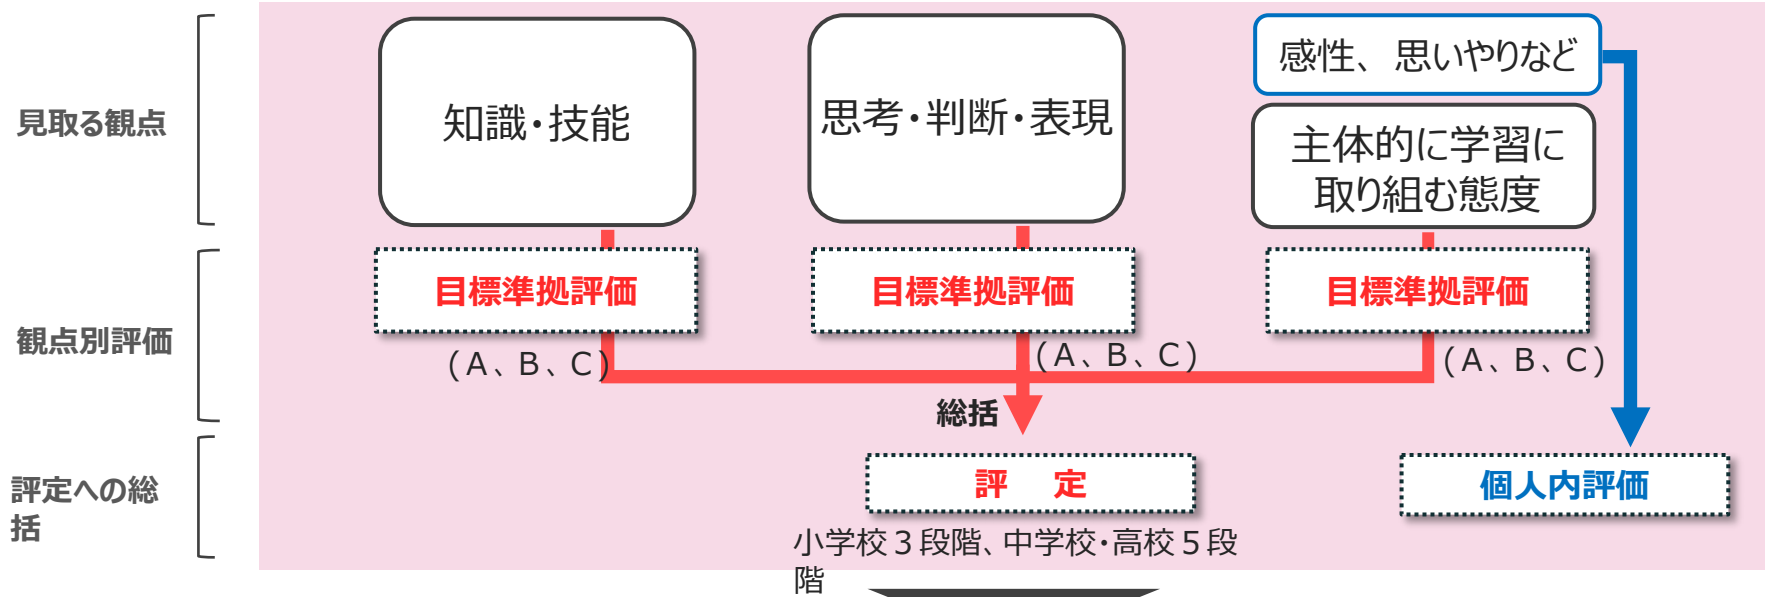 見取る観点
知識・技能
思考・判断・表現
感性、思いやりなど
主体的に学習に
取り組む態度
観点別評価
目標準拠評価
目標準拠評価
目標準拠評価
(A、B、C)
(A、B、C)
(A、B、C)
総括
評定への総
括
評 定
個人内評価
小学校3段階、中学校・高校5段
階